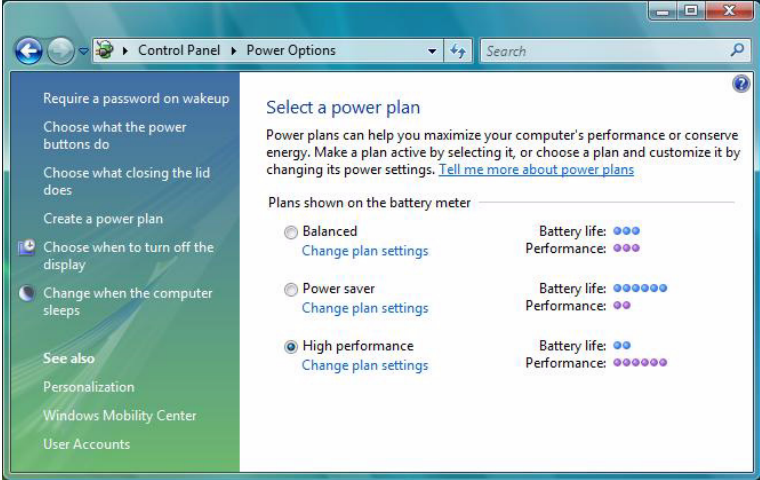 Control Panel Power Options
Search
Require a password on wakeup
Choose what the power
buttons do
Choose what closing the lid
does
Create a power plan
Choose when to turn off the
display
Change when the computer
sleeps
See also
Personalization
Windows Mobility Center
User Accounts
Select a power plan
Power plans can help you maximize your computer's performance or conserve
energy. Make a plan active by selecting it, or choose a plan and customize it by
changing its power settings. Tell me more about power plans
Plans shown on the battery meter
Balanced Battery life:
Change plan settings Performance:
Power saver Battery life:
Change plan settings Performance:
High performance Battery life:
Change plan settings Performance: